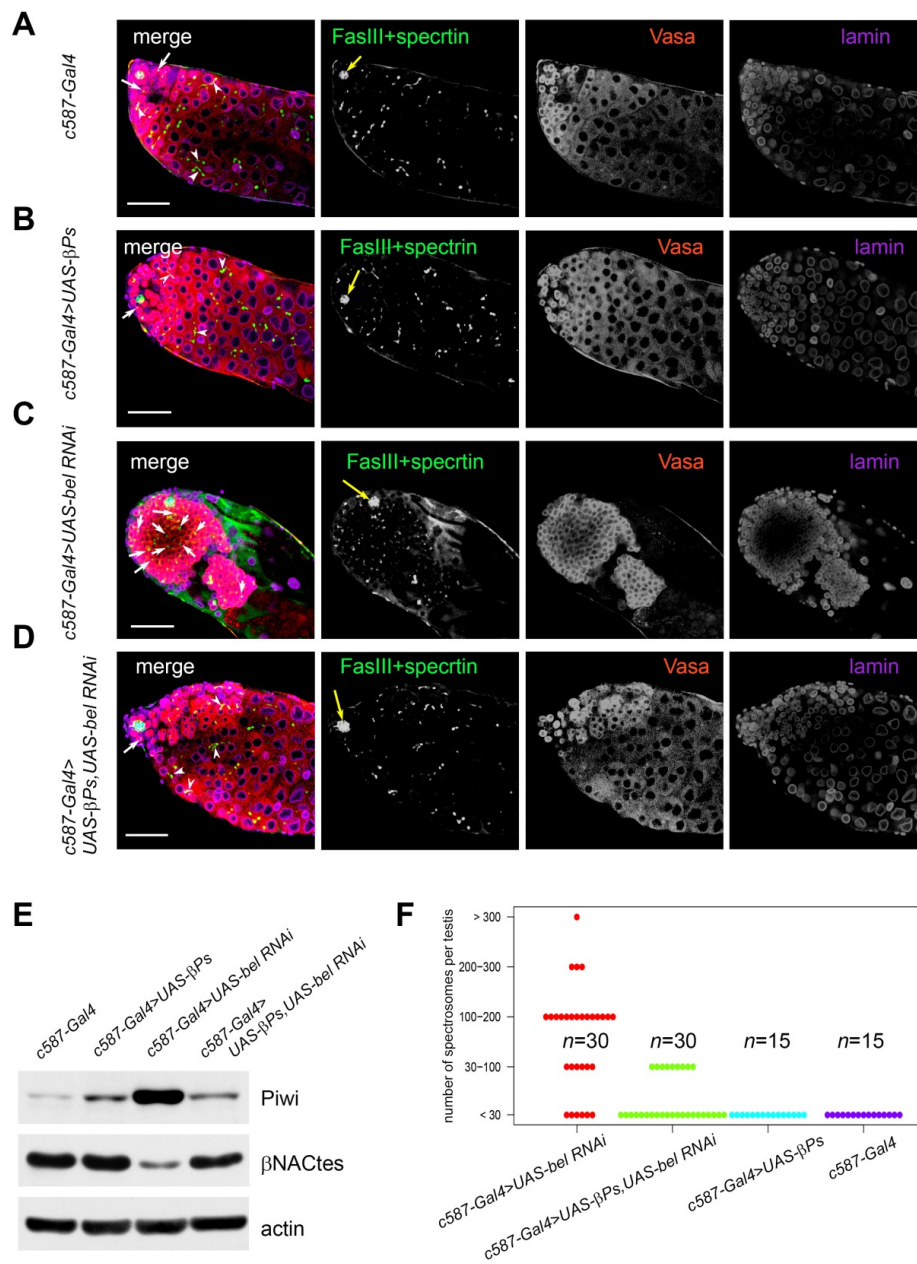 A
c587-Gal4
merge
FasIII+specrtin
Vasa
lamin
B
c587-Gal4>UAS-βPs
merge
FasIII+spectrin
Vasa
lamin
C
c587-Gal4>UAS-bel RNAi
merge
FasIII+specrtin
Vasa
lamin
D
c587-Gal4>
UAS-βPs,UAS-bel RNAi
merge
FasIII+specrtin
Vasa
lamin
E
c587-Gal4
c587-Gal4>UAS-βPs
c587-Gal4>UAS-bel RNAi
c587-Gal4>
UAS-βPs,UAS-bel RNAi
Piwi
βNACtes
actin
F
number of spectrosomes per testis
> 300
200-300
100-200
30-100
< 30
n=30
n=30
n=15
n=15
c587-Gal4>UAS-bel RNAi
c587-Gal4>UAS-βPs,UAS-bel RNAi
c587-Gal4>UAS-βPs
c587-Gal4